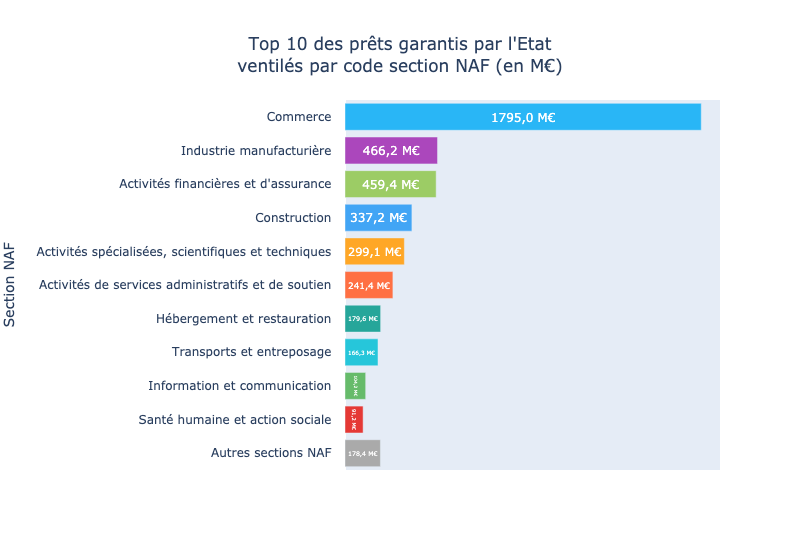 Top 10 des prêts garantis par l'Etat
ventilés par code section NAF (en M€)
Section NAF
Commerce 1795,0 M€
Industrie manufacturière 466,2 M€
Activités financières et d'assurance 459,4 M€
Construction 337,2 M€
Activités spécialisées, scientifiques et techniques 299,1 M€
Activités de services administratifs et de soutien 241,4 M€
Hébergement et restauration 179,6 M€
Transports et entreposage 166,3 M€
Information et communication M€
Santé humaine et action sociale M€
Autres sections NAF 178,4 M€